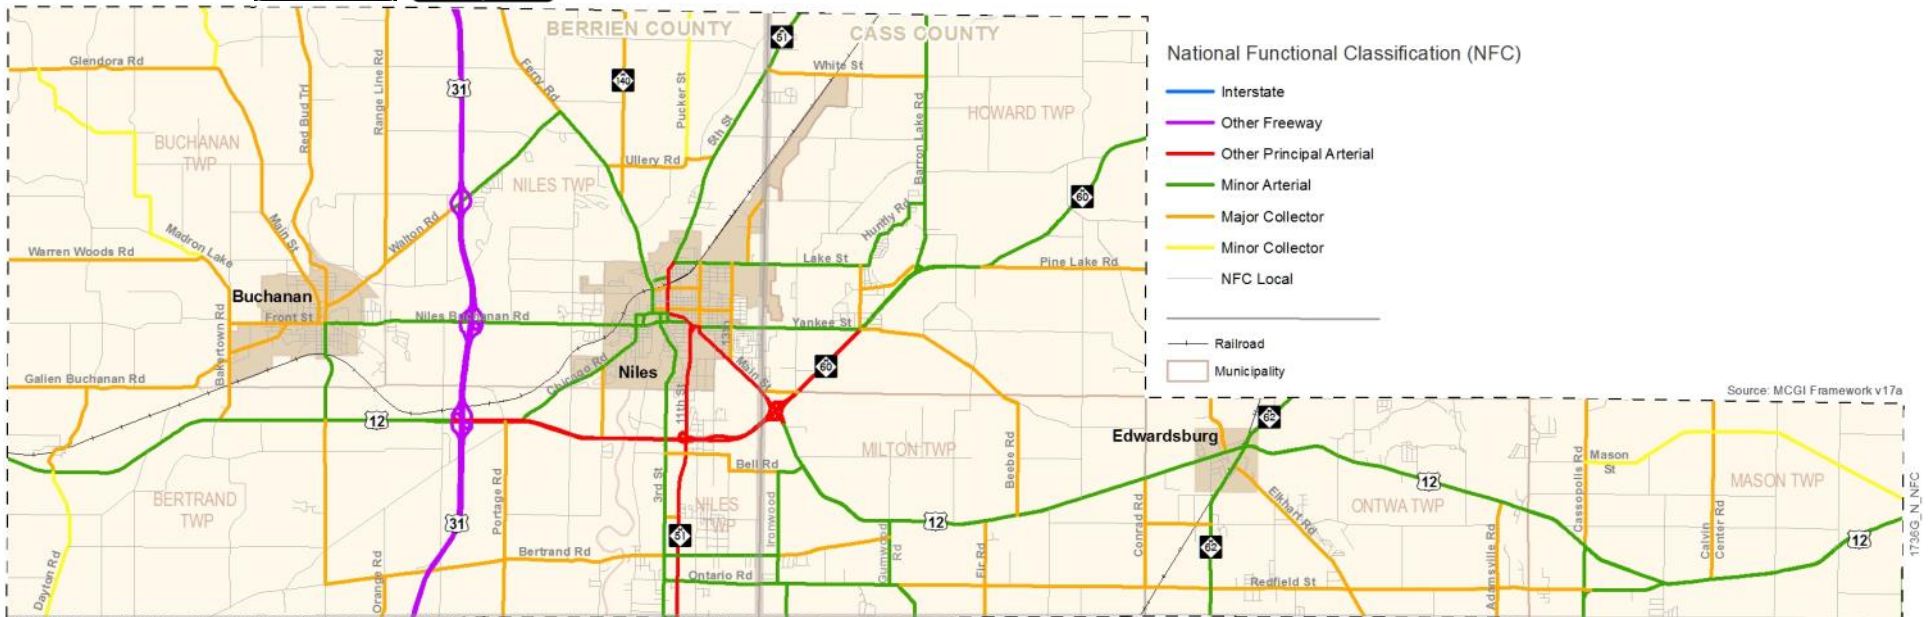 BERRIEN COUNTY
CASS COUNTY
51
Glendora Rd
31
Ferry Rd
140
Pucker St
White St
Red Bud Trl
Range Line Rd
5th St
Barron Lake Rd
HOWARD TWP
BUCHANAN
TWP
Ullery Rd
NILES TWP
60
Main St
Walton Rd
Huntly Rd
Madron Lake
Warren Woods Rd
Lake St
Pine Lake Rd
Buchanan
Front St
Niles Buchanan Rd
Yankee St
13th
Bakertown Rd
Chicago Rd
Niles
Main St
60
Galien Buchanan Rd
11th St
12
Bell Rd
MILTON TWP
Beebe Rd
Edwardsburg
62
Cassopolis Rd
Mason
St
MASON TWP
BERTRAND
TWP
Portage Rd
3rd St
NILES
TWP
Ironwood
12
Elkhart Rd
ONTWA TWP
12
Calvin
Center Rd
31
51
Conrad Rd
62
12
Bertrand Rd
Gumwood
Rd
Fir Rd
Adamsville Rd
Dayton Rd
Orange Rd
Ontario Rd
Redfield St
National Functional Classification (NFC)
Interstate
Other Freeway
Other Principal Arterial
Minor Arterial
Major Collector
Minor Collector
NFC Local
Railroad
Municipality
Source: MCGI Framework v17a
1736G_N_NFC